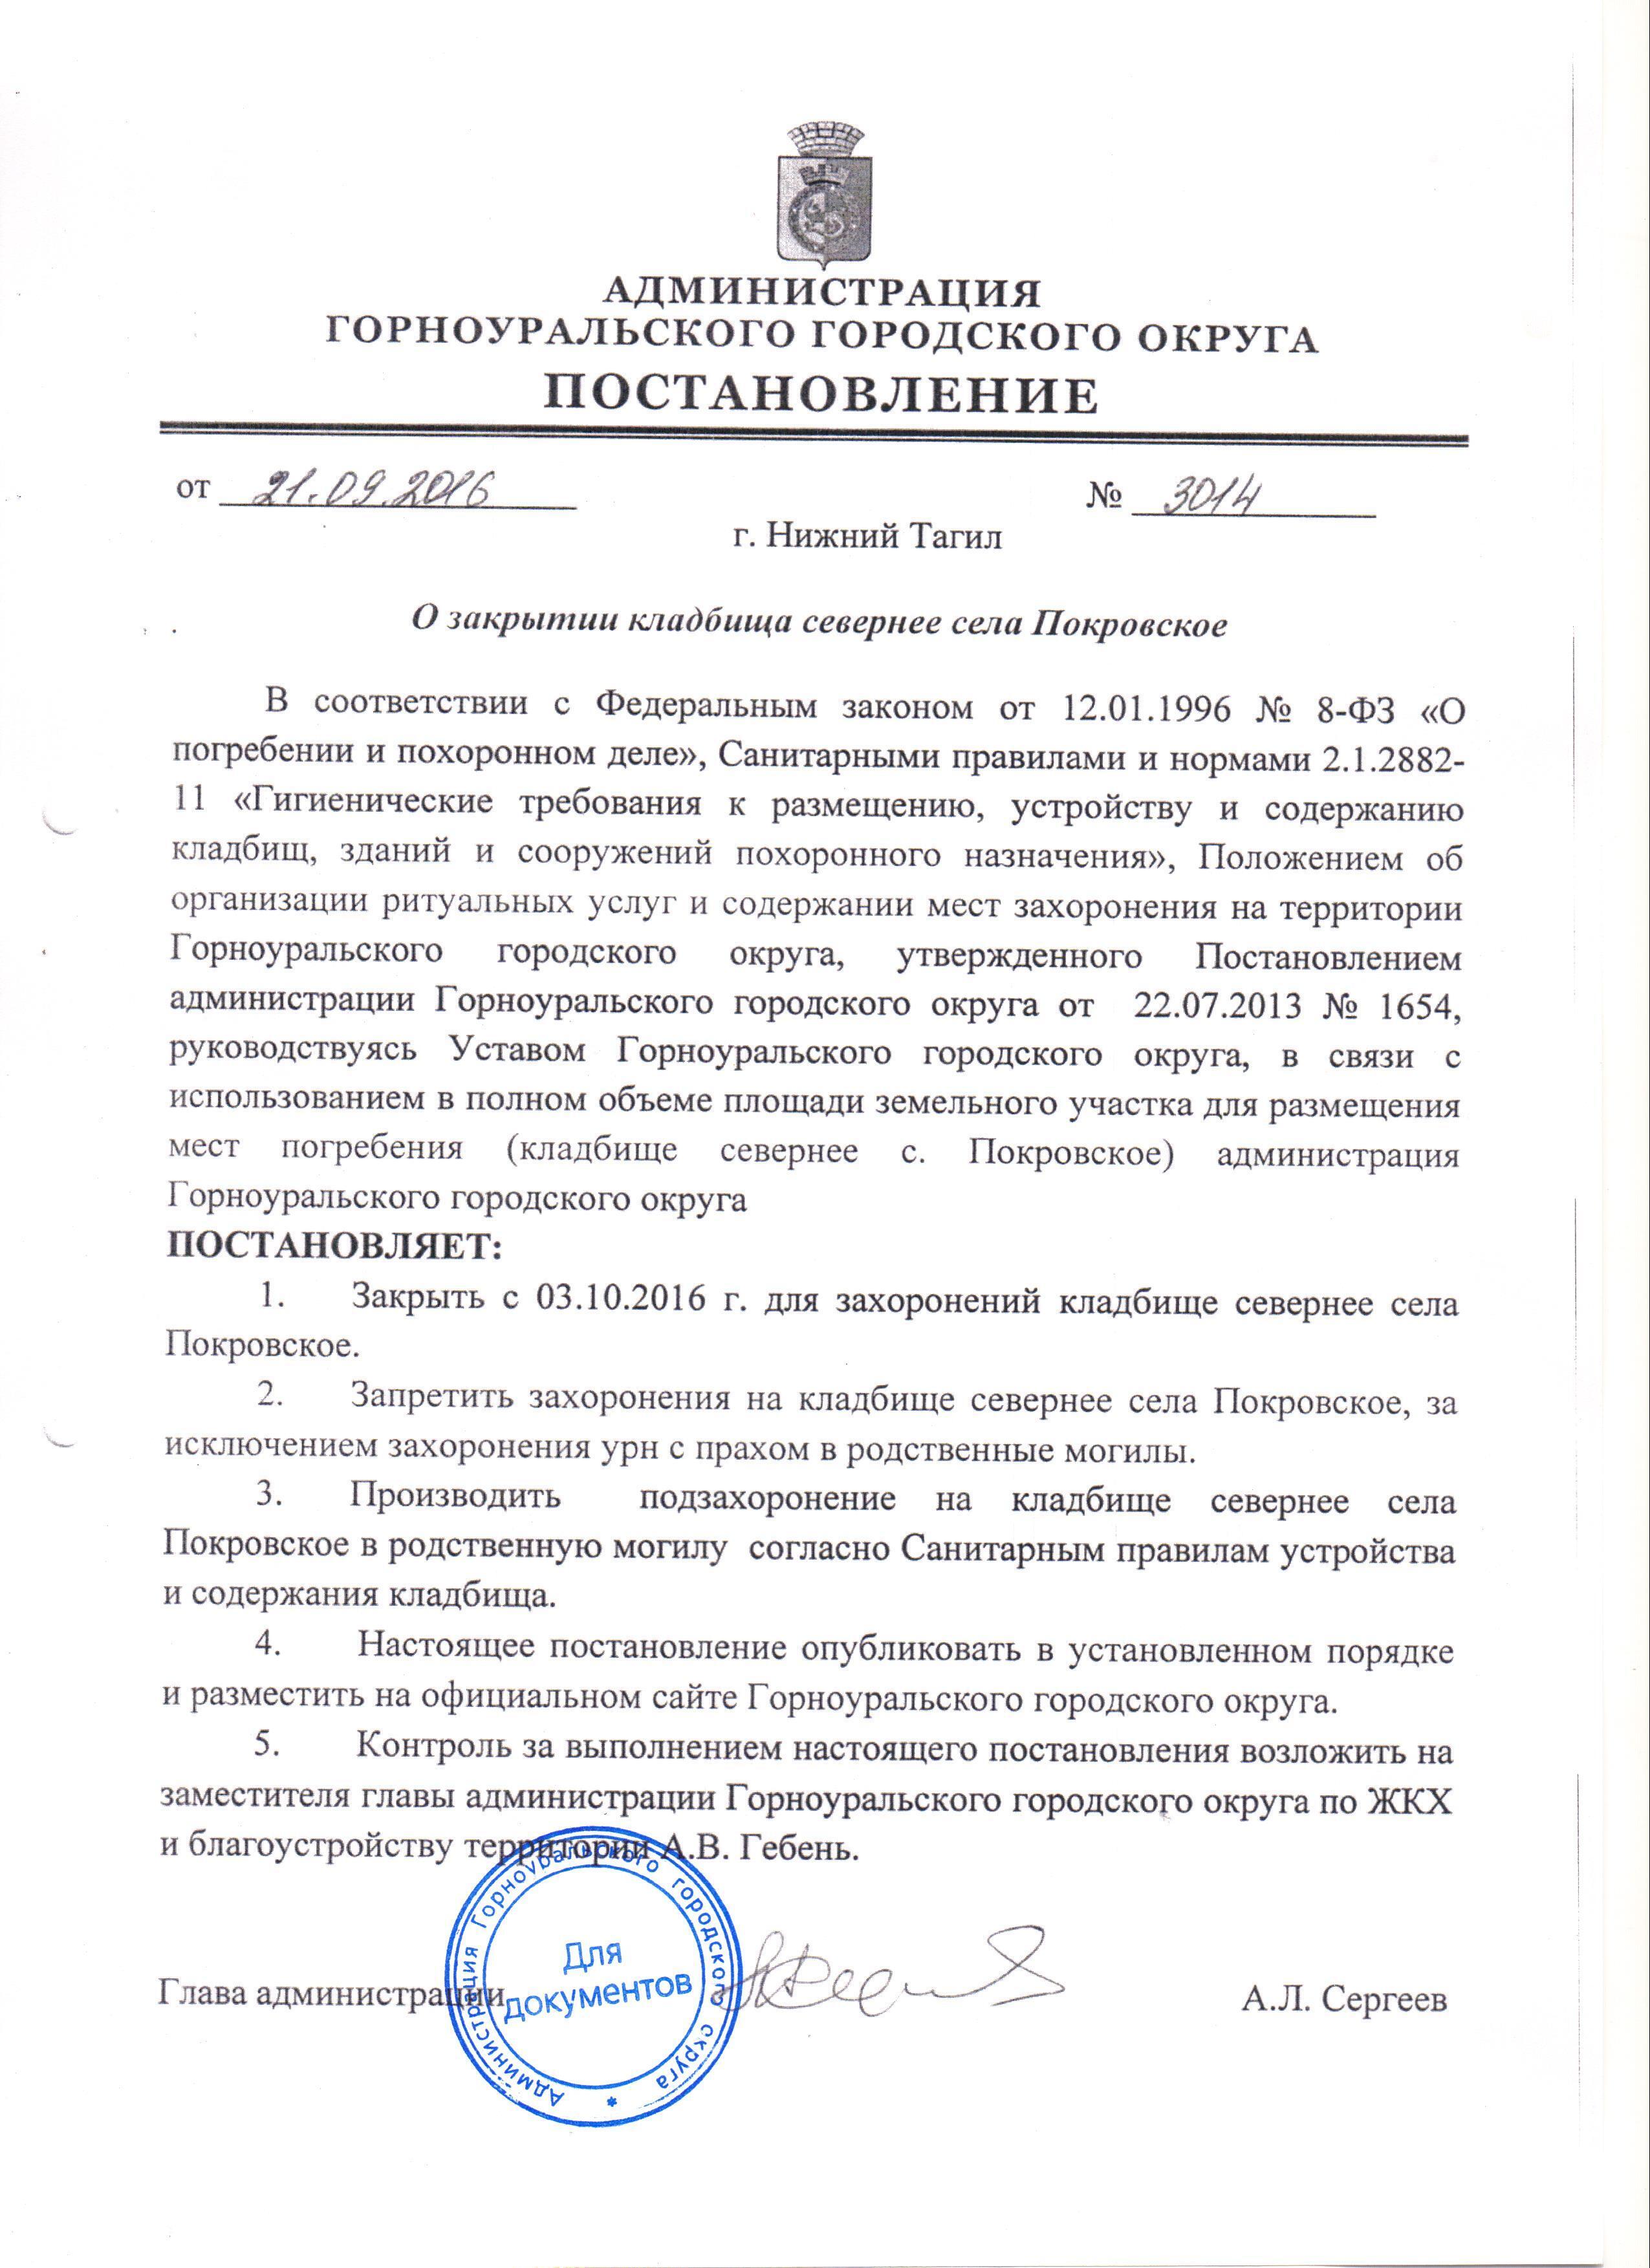 АДМИНИСТРАЦИЯ
ГОРНОУРАЛЬСКОГО ГОРОДСКОГО ОКРУГА
ПОСТАНОВЛЕНИЕ
от 21.09.2016 № 3014
г. Нижний Тагил
О закрытии кладбища севернее села Покровское
В соответствии с Федеральным законом от 12.01.1996 № 8-ФЗ «О
погребении и похоронном деле», Санитарными правилами и нормами 2.1.2882-
11 «Гигиенические требования к размещению, устройству и содержанию
кладбищ, зданий и сооружений похоронного назначения», Положением об
организации ритуальных услуг и содержании мест захоронения на территории
Горноуральского городского округа, утвержденного Постановлением
администрации Горноуральского городского округа от 22.07.2013 № 1654,
руководствуясь Уставом Горноуральского городского округа, в связи с
использованием в полном объеме площади земельного участка для размещения
мест погребения (кладбище севернее с. Покровское) администрация
Горноуральского городского округа
ПОСТАНОВЛЯЕТ:
1. Закрыть с 03.10.2016 г. для захоронений кладбище севернее села
Покровское.
2. Запретить захоронения на кладбище севернее села Покровское, за
исключением захоронения урн с прахом в родственные могилы.
3. Производить подзахоронение на кладбище севернее села
Покровское в родственную могилу согласно Санитарным правилам устройства
и содержания кладбища.
4. Настоящее постановление опубликовать в установленном порядке
и разместить на официальном сайте Горноуральского городского округа.
5. Контроль за выполнением настоящего постановления возложить на
заместителя главы администрации Горноуральского городского округа по ЖКХ
и благоустройству территории А.В. Гебень.
Глава администрации А.Л. Сергеев
Администрация Горноуральского городского округа *
Для
документов